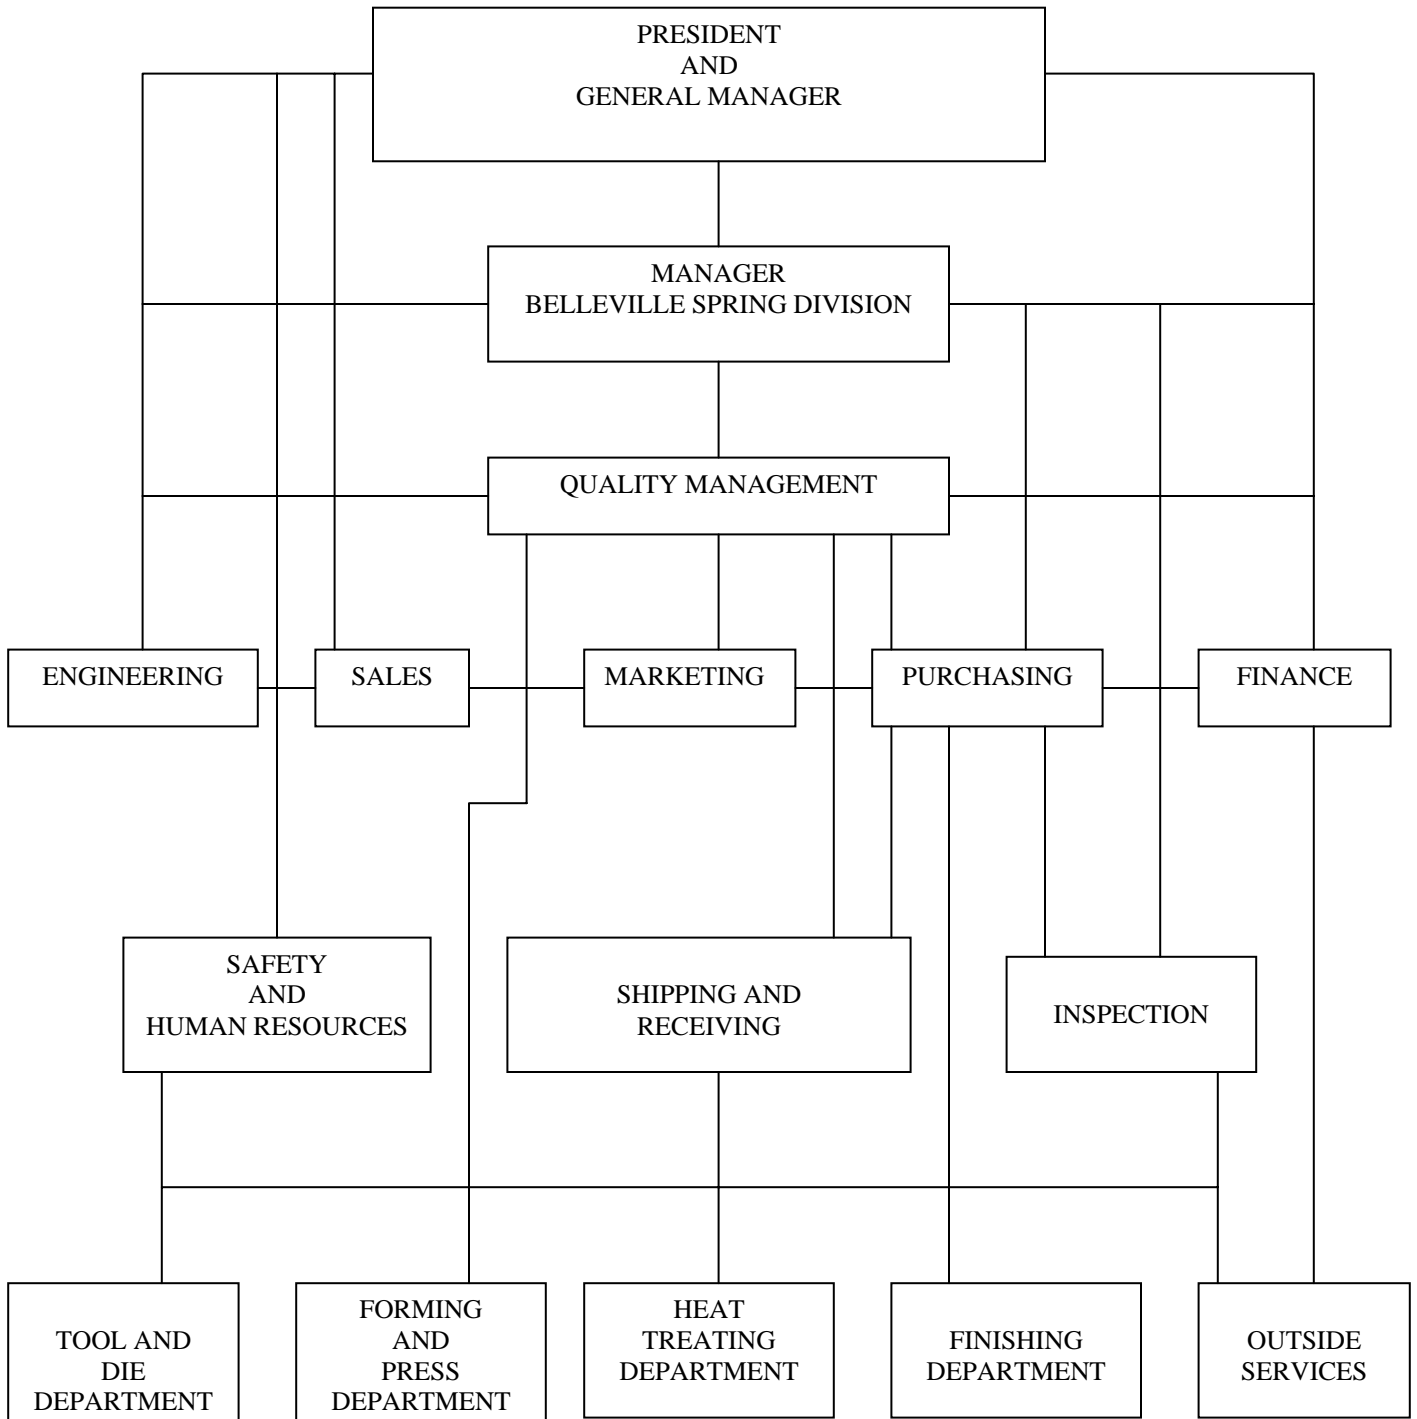 PRESIDENT
AND
GENERAL MANAGER
MANAGER
BELLEVILLE SPRING DIVISION
QUALITY MANAGEMENT
ENGINEERING
SALES
MARKETING
PURCHASING
FINANCE
SAFETY
AND
HUMAN RESOURCES
SHIPPING AND
RECEIVING
INSPECTION
TOOL AND
DIE
DEPARTMENT
FORMING
AND
PRESS
DEPARTMENT
HEAT
TREATING
DEPARTMENT
FINISHING
DEPARTMENT
OUTSIDE
SERVICES